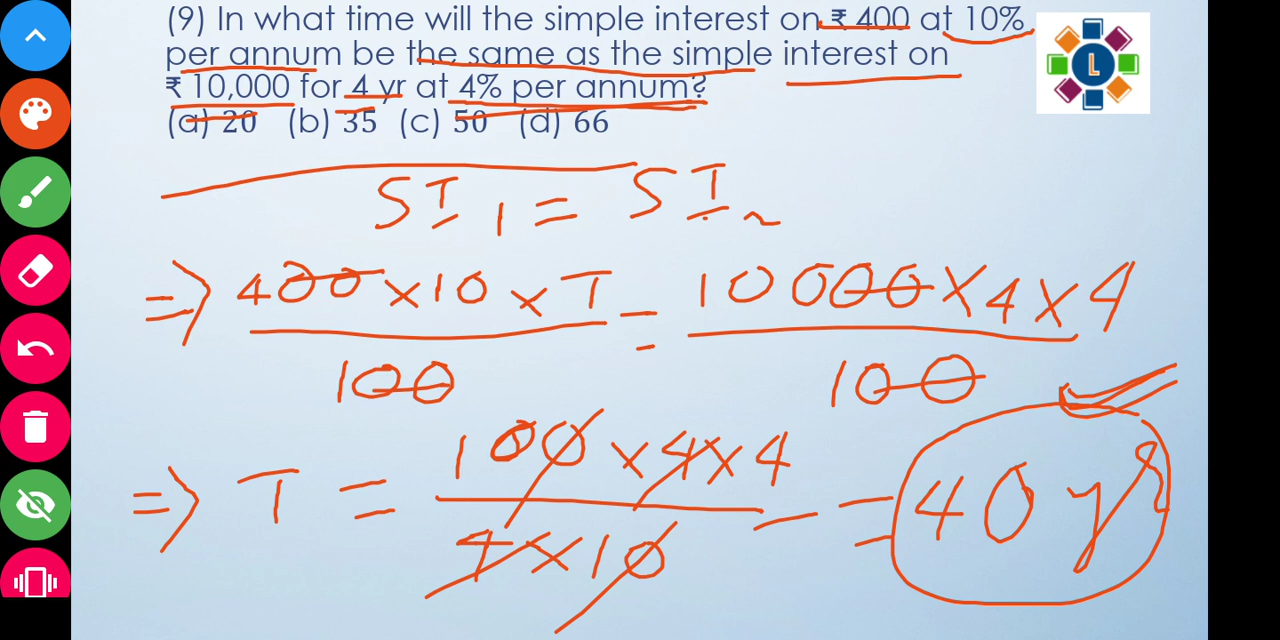 (9) In what time will the simple interest on ₹ 400 at 10%
per annum be the same as the simple interest on
₹ 10,000 for 4 yr at 4% per annum?
(a) 20 (b) 35 (c) 50 (d) 66
L
SI₁ = SI₂
=> 400×10×T = 10000×4×4
100 100
=> T = 100×4×4 = 40 yr
4×10